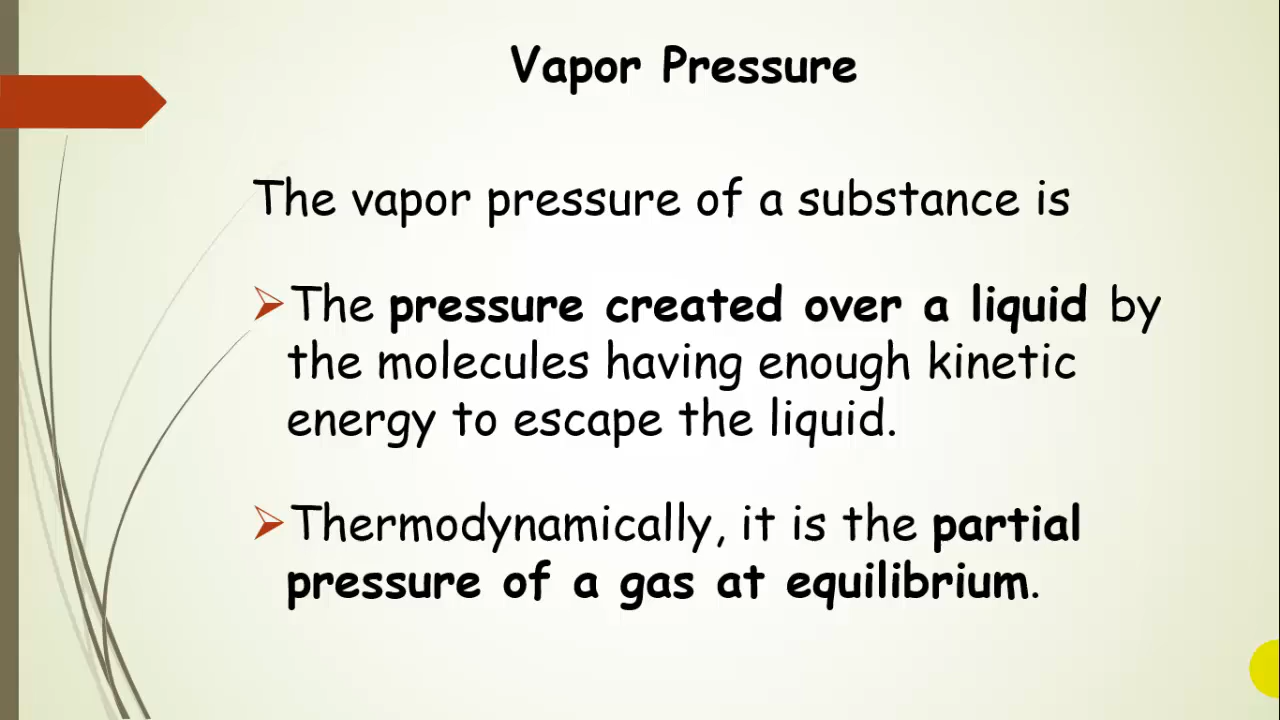 Vapor Pressure
The vapor pressure of a substance is
The pressure created over a liquid by
the molecules having enough kinetic
energy to escape the liquid.
Thermodynamically, it is the partial
pressure of a gas at equilibrium.